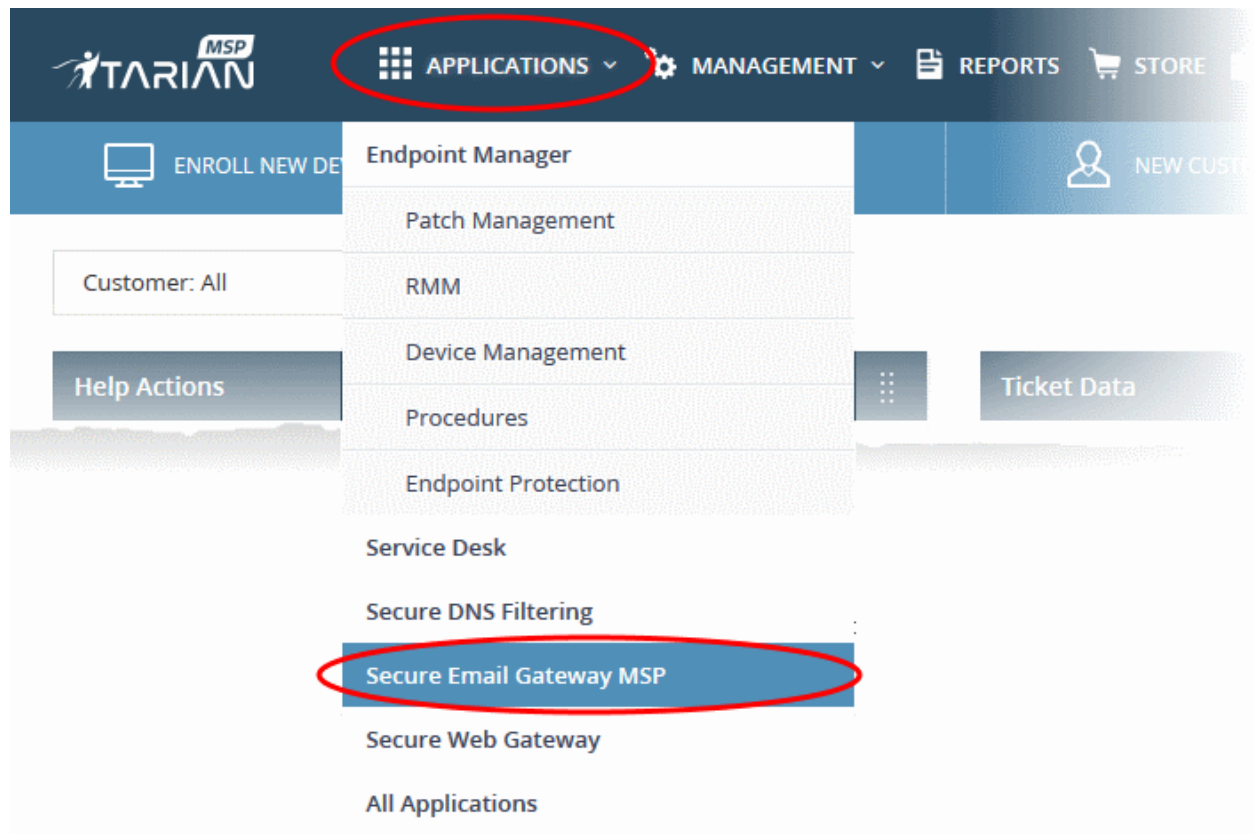 ITARIAN MSP
APPLICATIONS MANAGEMENT REPORTS STORE
ENROLL NEW DE
NEW CUST
Endpoint Manager
Patch Management
Customer: All
RMM
Device Management
Help Actions
Ticket Data
Procedures
Endpoint Protection
Service Desk
Secure DNS Filtering
Secure Email Gateway MSP
Secure Web Gateway
All Applications